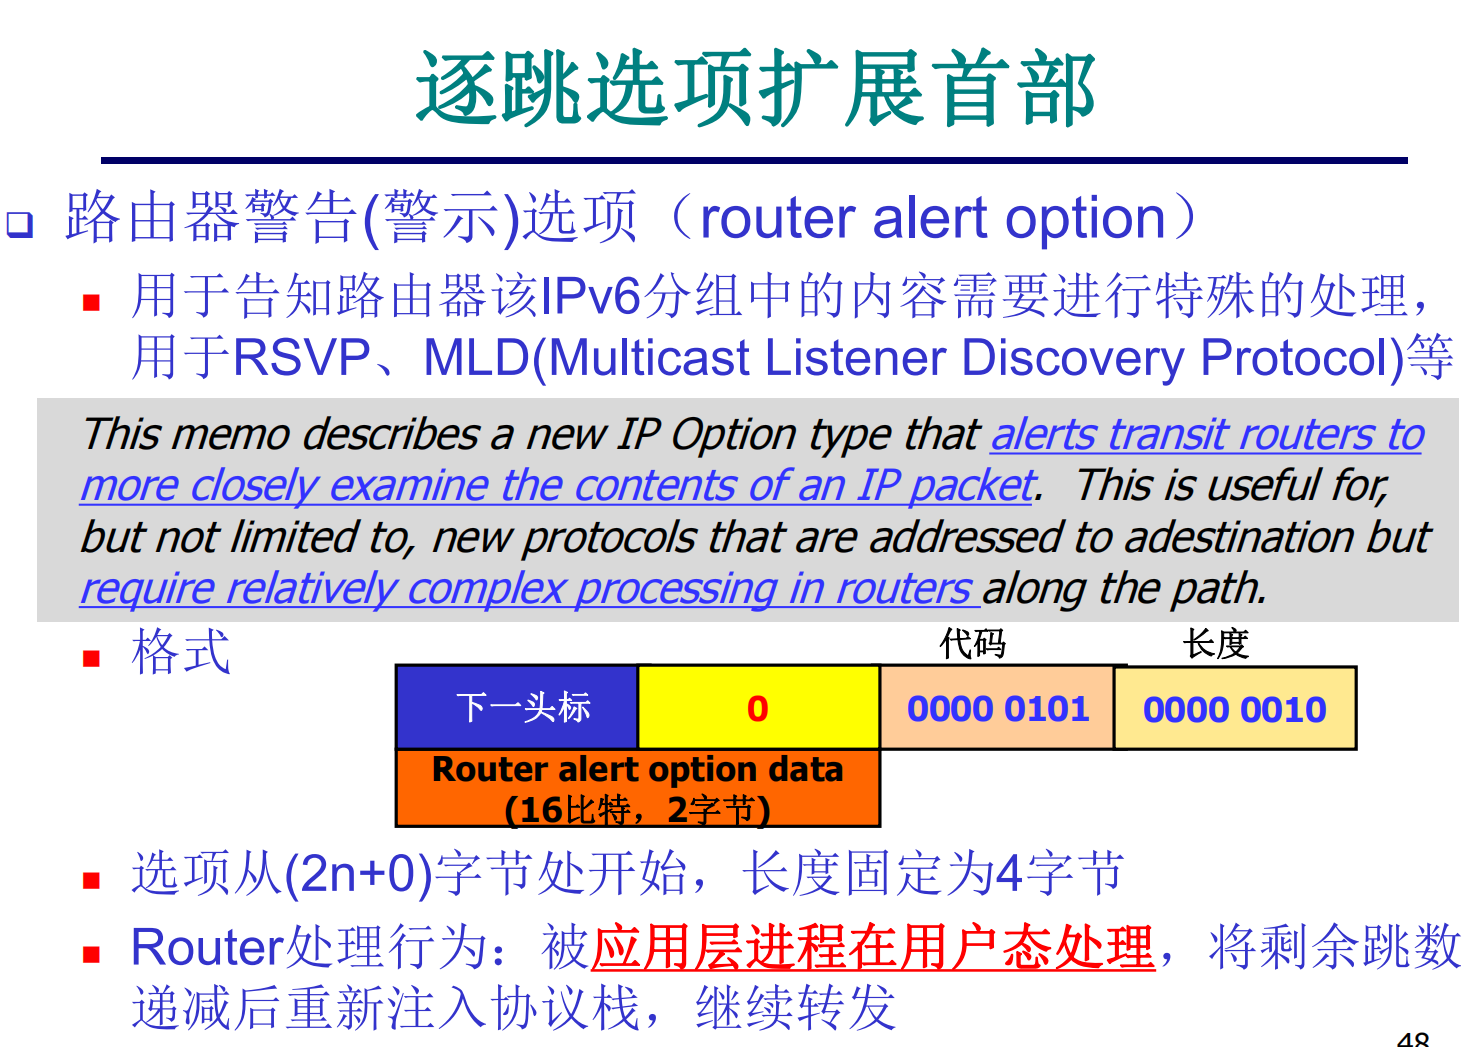 逐跳选项扩展首部
路由器警告(警示)选项（router alert option）
用于告知路由器该IPv6分组中的内容需要进行特殊的处理，
用于RSVP、MLD(Multicast Listener Discovery Protocol)等
This memo describes a new IP Option type that alerts transit routers to
more closely examine the contents of an IP packet. This is useful for,
but not limited to, new protocols that are addressed to adestination but
require relatively complex processing in routers along the path.
格式
代码 长度
下一头标 0 0000 0101 0000 0010
Router alert option data
(16比特，2字节)
选项从(2n+0)字节处开始，长度固定为4字节
Router处理行为：被应用层进程在用户态处理，将剩余跳数
递减后重新注入协议栈，继续转发
48